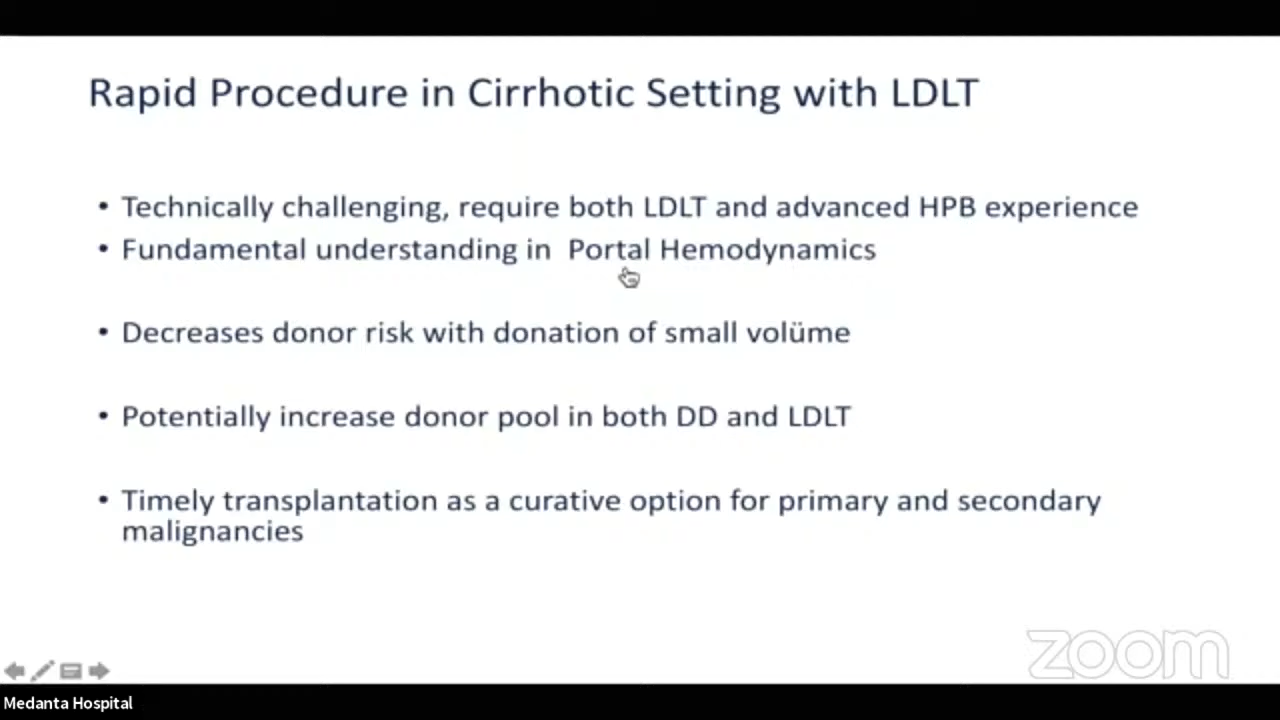 Rapid Procedure in Cirrhotic Setting with LDLT
• Technically challenging, require both LDLT and advanced HPB experience
• Fundamental understanding in  Portal Hemodynamics
• Decreases donor risk with donation of small volüme
• Potentially increase donor pool in both DD and LDLT
• Timely transplantation as a curative option for primary and secondary
malignancies
zoom
Medanta Hospital